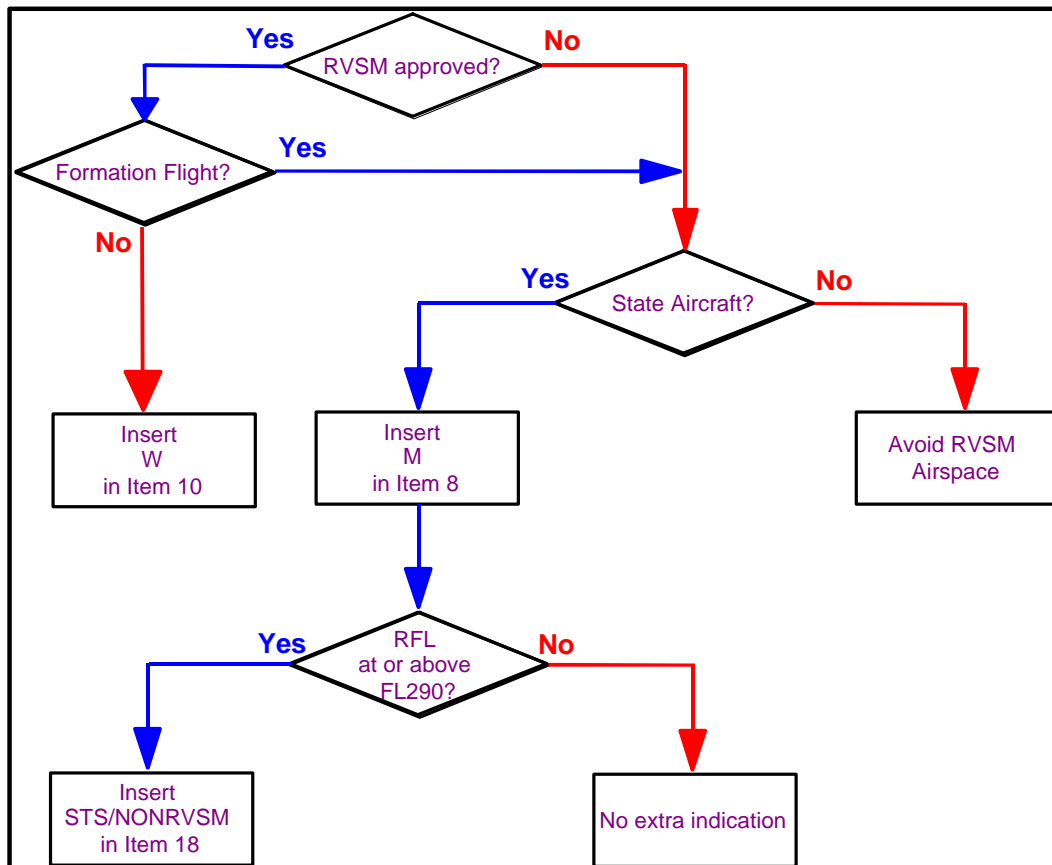 Yes
No
RVSM approved?
Formation Flight?
Yes
No
State Aircraft?
Yes
No
Insert
W
in Item 10
Insert
M
in Item 8
Avoid RVSM
Airspace
Yes
No
RFL
at or above
FL290?
Insert
STS/NONRVSM
in Item 18
No extra indication